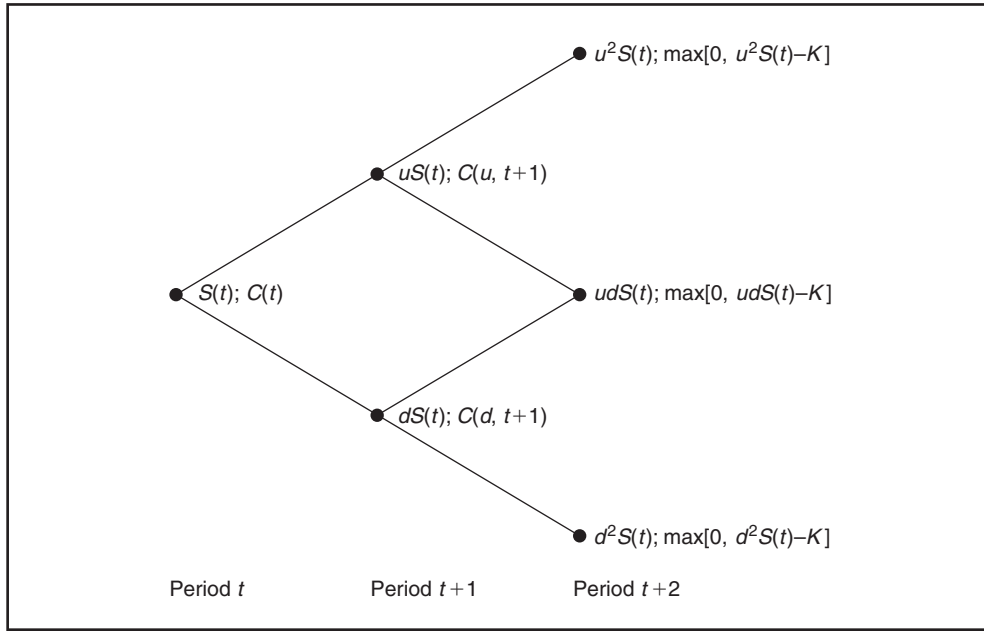 u²S(t); max[0, u²S(t)–K]
uS(t); C(u, t+1)
S(t); C(t)
udS(t); max[0, udS(t)–K]
dS(t); C(d, t+1)
d²S(t); max[0, d²S(t)–K]
Period t
Period t+1
Period t+2